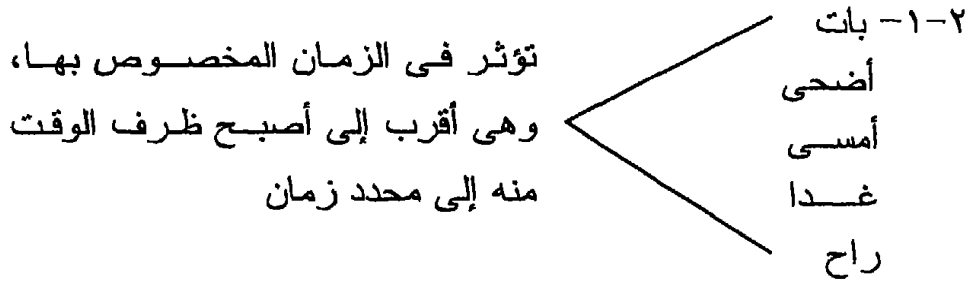 ٢-١- بات
أضحى
أمسى
غدا
راح
تؤثر فى الزمان المخصوص بها،
وهى أقرب إلى أصبح ظرف الوقت
منه إلى محدد زمان